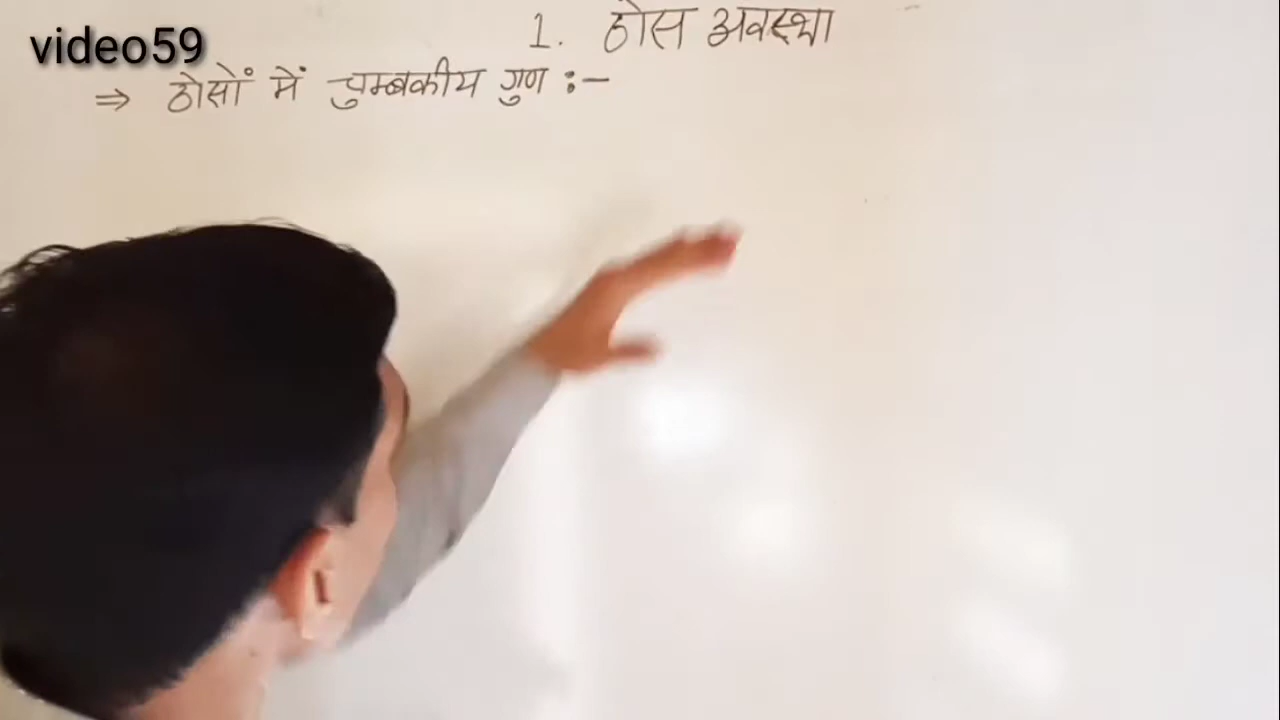 video59
1. ठोस अवस्था
⇒ ठोसों में चुम्बकीय गुण :-